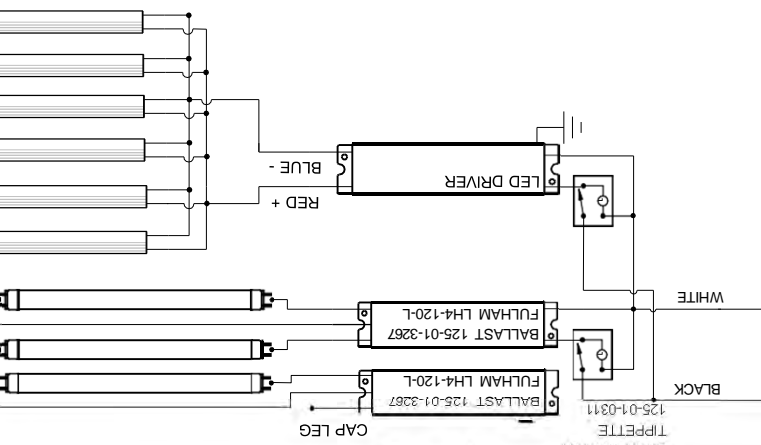 BLUE -
LED DRIVER
RED +
WHITE
FULHAM LH4-120-L
BALLAST 125-01-3267
FULHAM LH4-120-L
BALLAST 125-01-3267
BLACK
125-01-0311
CAP LEG
TIPPETTE